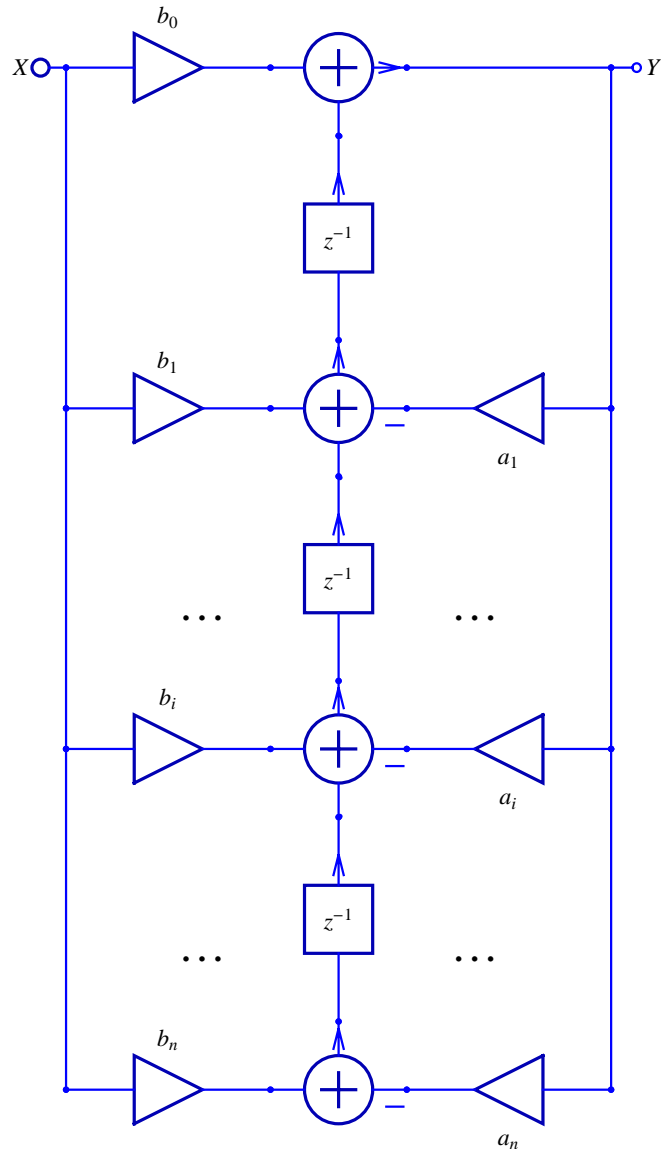 b₀
X
Y
z⁻¹
b₁
a₁
z⁻¹
... ...
bᵢ
aᵢ
z⁻¹
... ...
bₙ
aₙ